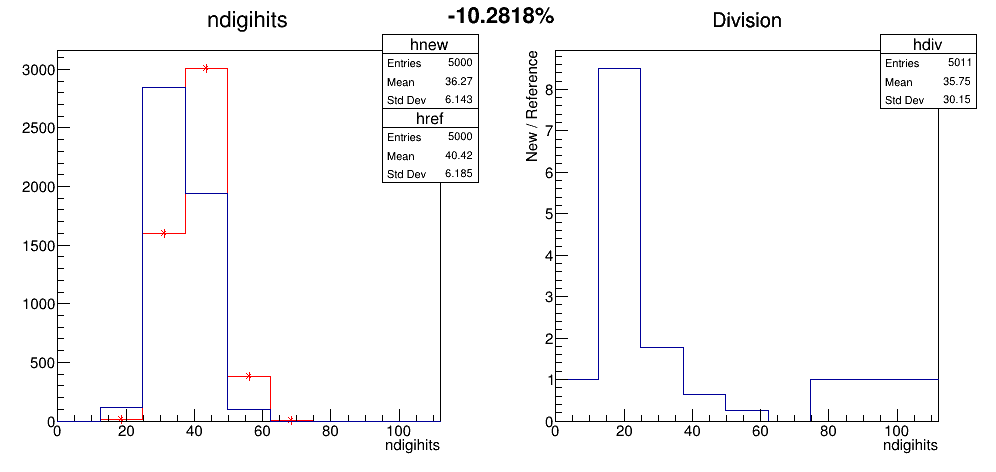 -10.2818%
ndigihits
hnew
Entries 5000
Mean 36.27
Std Dev 6.143
href
Entries 5000
Mean 40.42
Std Dev 6.185
3000
2500
2000
1500
1000
500
0
0 20 40 60 80 100
ndigihits
Division
hdiv
Entries 5011
Mean 35.75
Std Dev 30.15
New / Reference
8
7
6
5
4
3
2
1
0
0 20 40 60 80 100
ndigihits